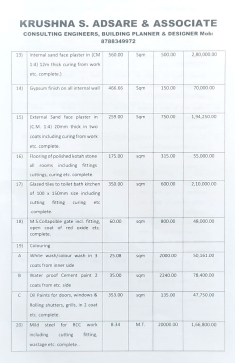 KRUSHNA S. ADSARE & ASSOCIATE
CONSULTING ENGINEERS, BUILDING PLANNER & DESIGNER Mob:
8788349972
13) Internal sand face plaster in (CM 560.00 Sqm 500.00 2,80,000.00
1:4) 12m thick curing from work
etc. complete.)
14) Gypsum finish on all internal wall 466.66 Sqm 150.00 70,000.00
15) External Sand face plaster 259.00 Sqm 750.00 1,94,250.00
in (C.M. 1:4) 20mm thick in two
coats including curing from work
etc. complete.
16) Flooring of polished kotah stone 175.00 Sqm 315.00 55,000.00
all rooms including fittings
cutting, curing etc. complete
17) Glazed tiles to toilet bath kitchen 350.00 Sqm 600.00 2,10,000.00
of 100 x 150mm size including
cutting fitting curing etc
complete
18) M.S.Collapsible gate incl. fitting, 60.00 Sqm 800.00 48,000.00
open coat of red oxide etc.
complete.
19) Colouring
A White wash/colour wash in 3 25.08 Sqm 2000.00 50,161.00
coats from inner side
B Water proof Cement paint 2 35.00 Sqm 2240.00 78,400.00
coats from etc. side
C Oil Paints for doors, windows & 353.00 Sqm 135.00 47,750.00
Rolling shutters, grills, in 2 coat
etc. complete.
20) Mild steel for RCC work 8.34 M.T. 20000.00 1,66,800.00
including cutting fitting,
wastage etc. complete.